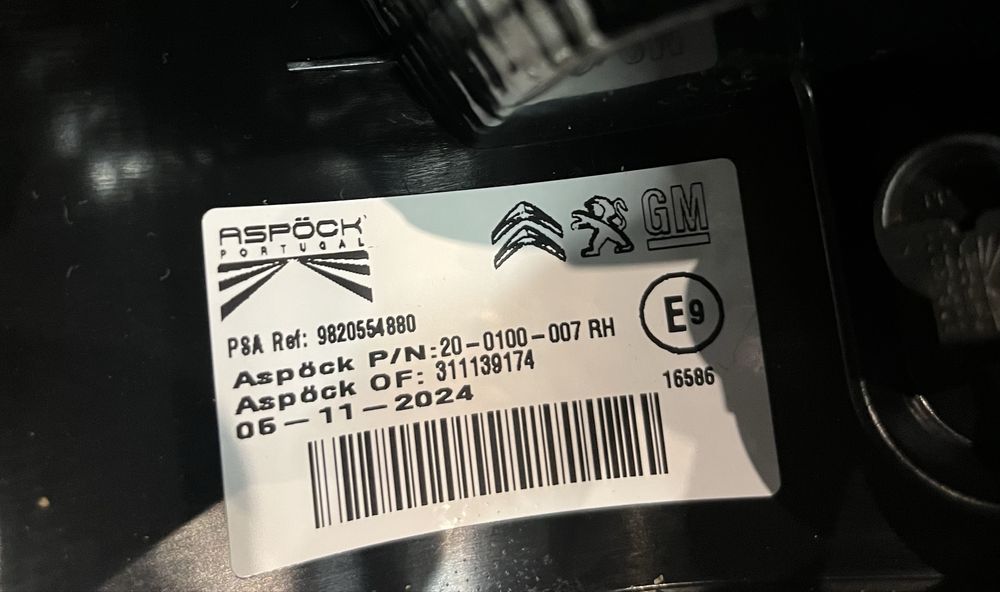 ASPÖCK
PORTUGAL
GM
PSA Ref: 9820554880
Aspöck P/N:20-0100-007 RH
Aspöck OF: 311139174
06-11-2024
E9
16586